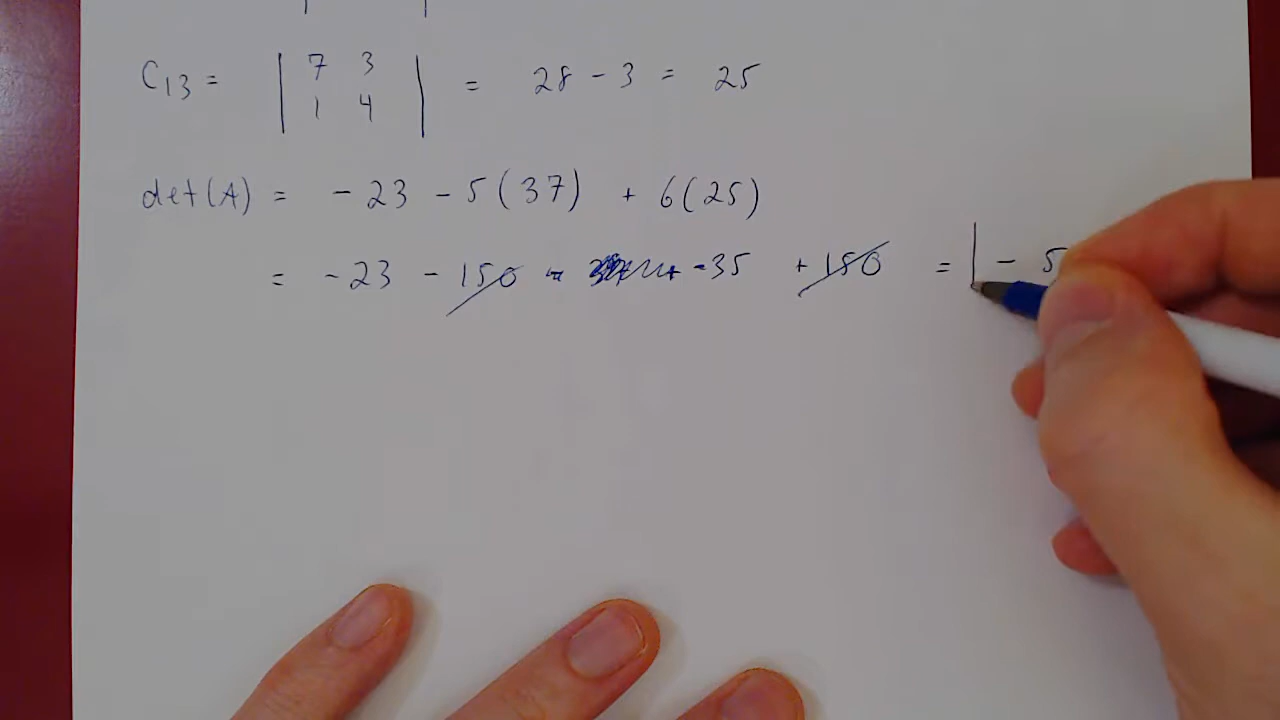 C13 = | 7 3 | = 28 - 3 = 25
| 1 4 |
det(A) = -23 - 5(37) + 6(25)
= -23 - 150 - -35 + 150 = | - 5